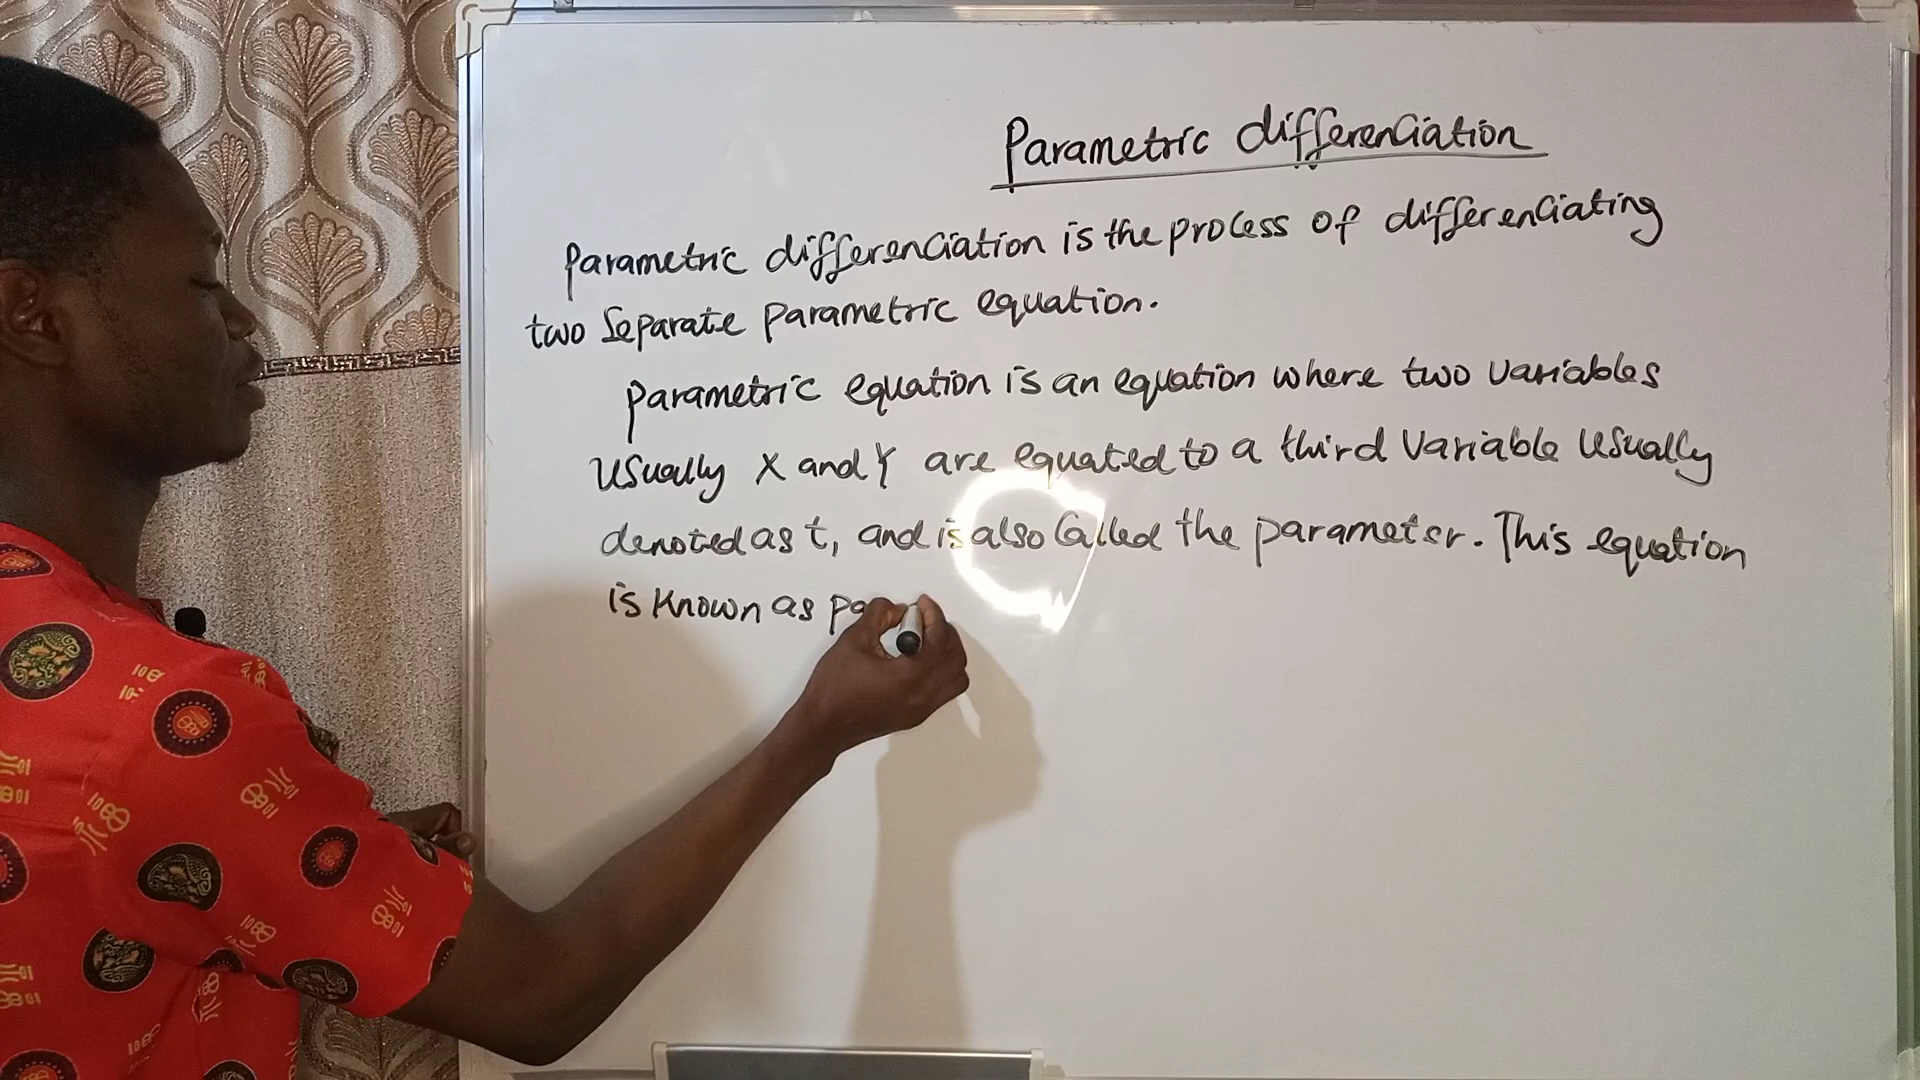 Parametric differenciation
Parametric differenciation is the process of differenciating
two Separate parametric equation.
parametric equation is an equation where two variables
Usually X and Y are equated to a third Variable Usually
denoted as t, and is also Called the parameter. This equation
is Known as pa